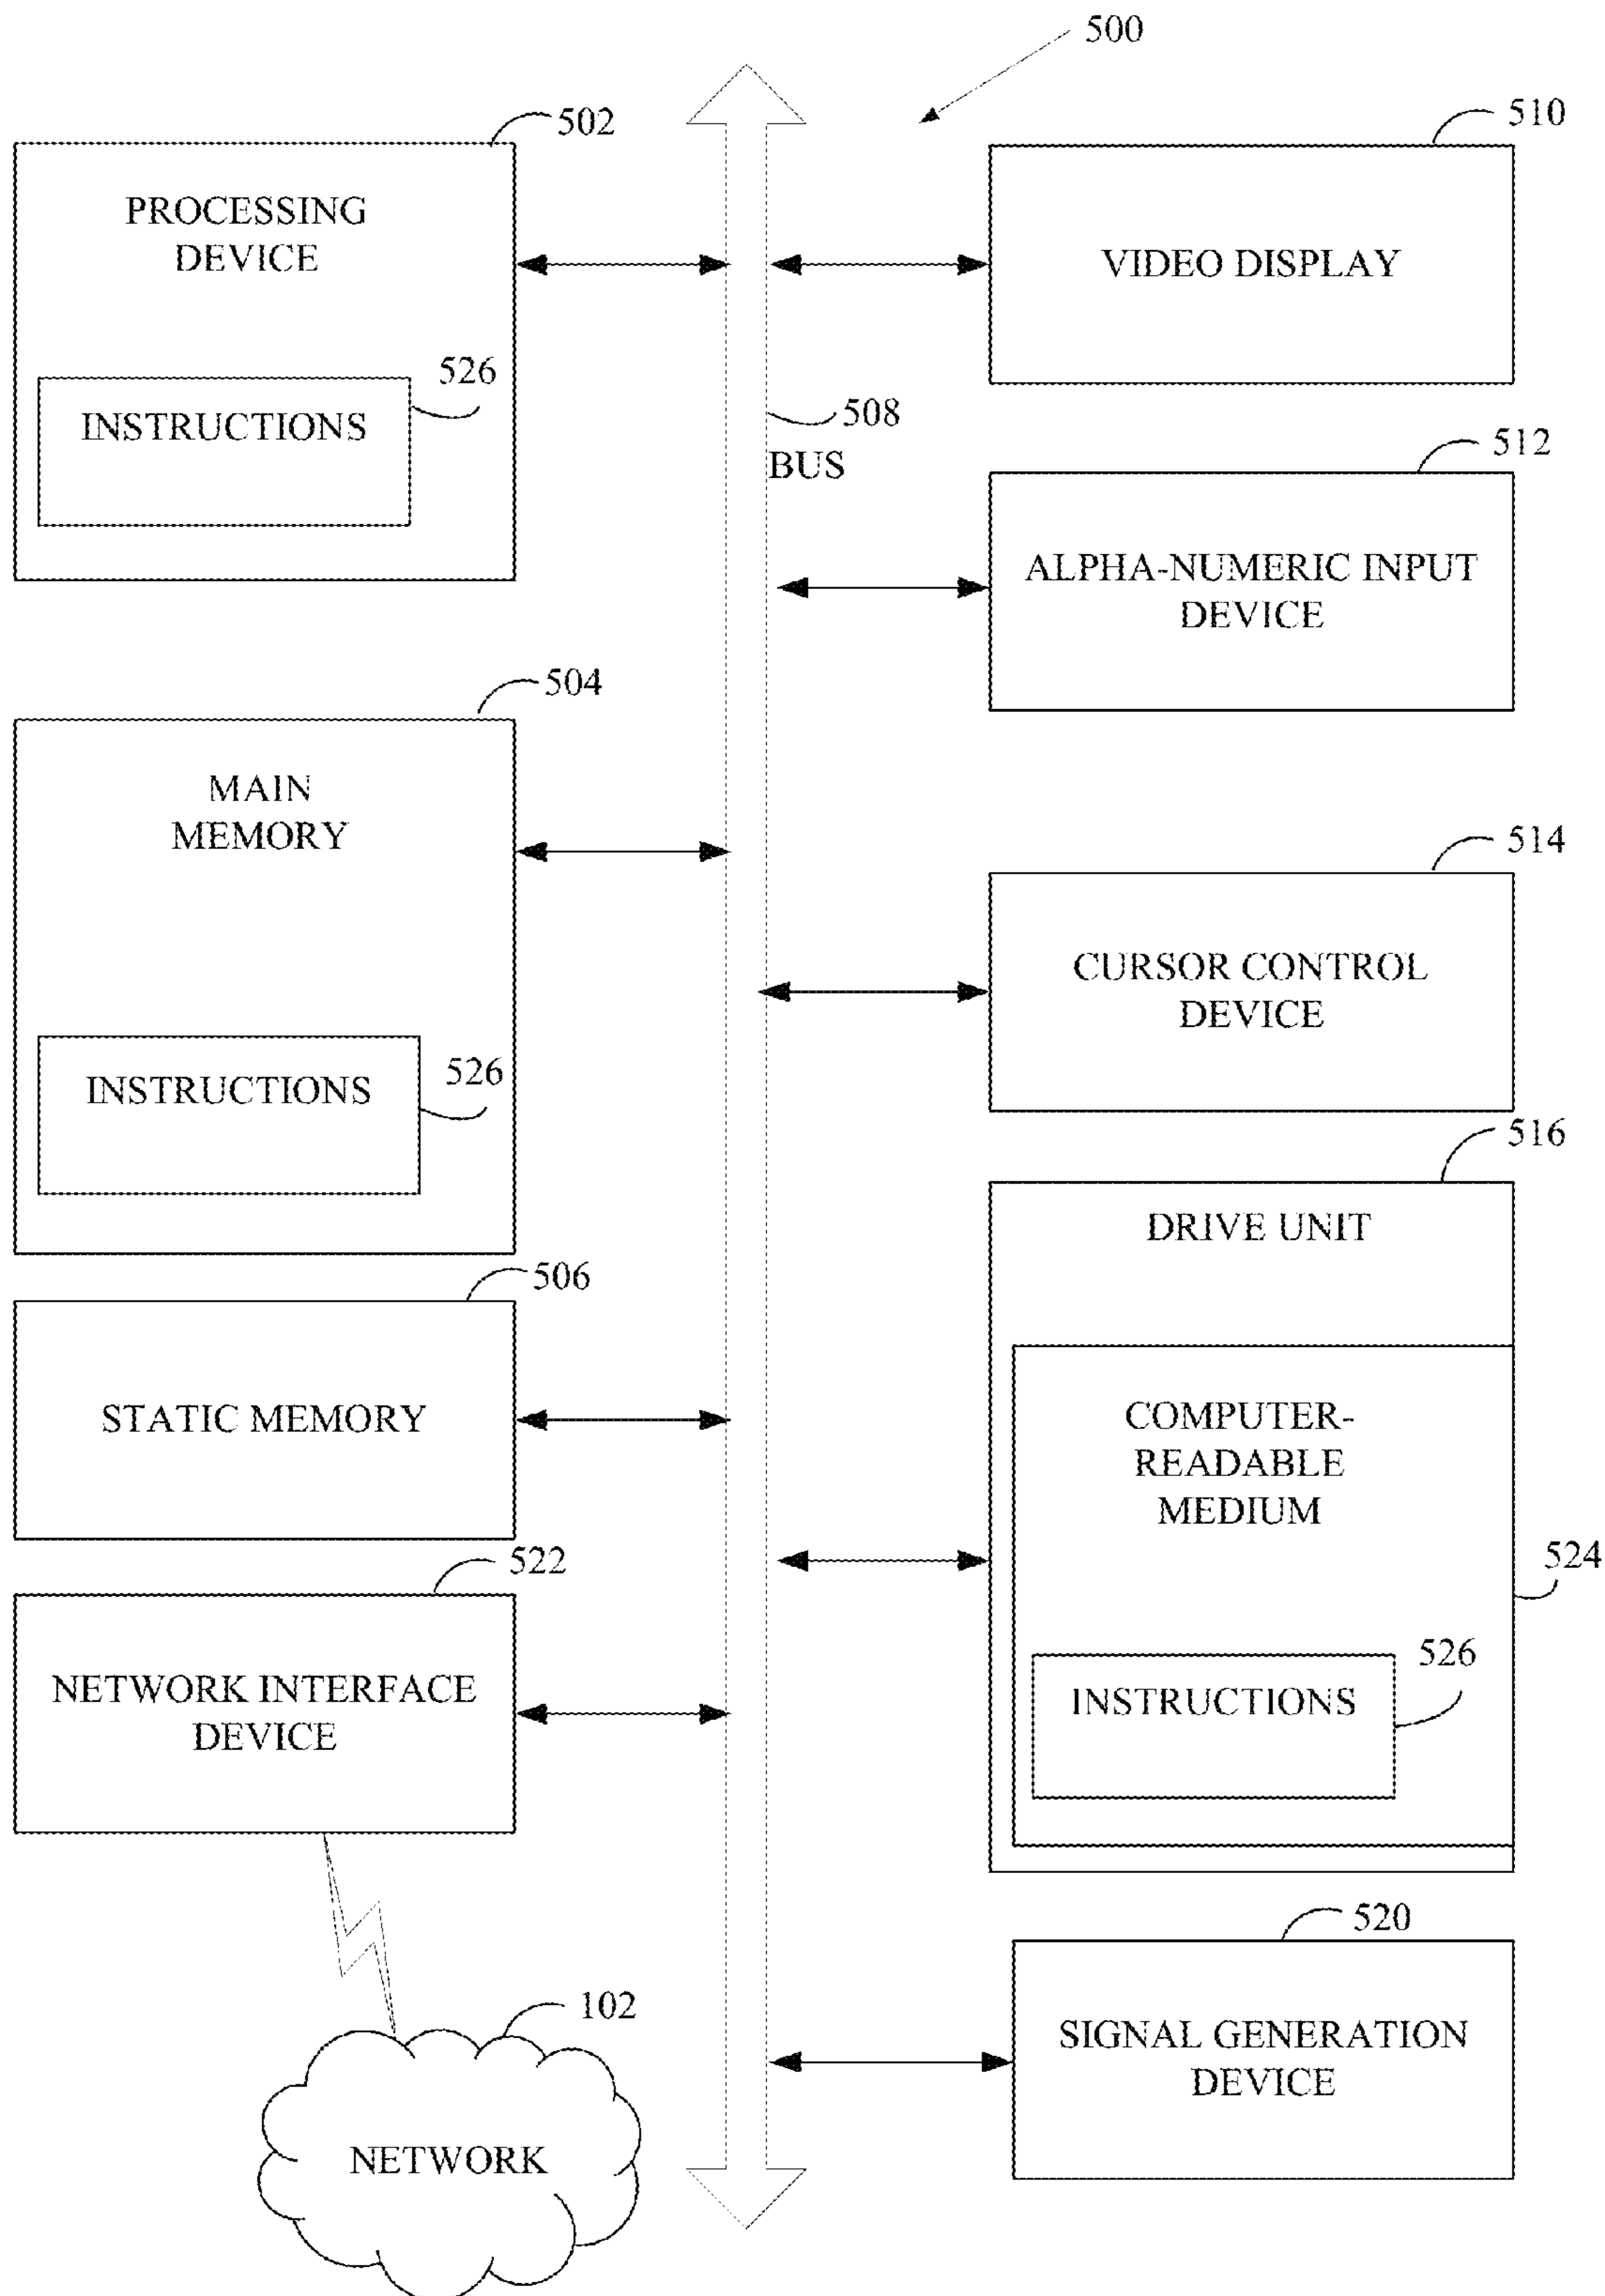 500
502
PROCESSING
DEVICE
526
INSTRUCTIONS
510
VIDEO DISPLAY
508
BUS
512
ALPHA-NUMERIC INPUT
DEVICE
504
MAIN
MEMORY
526
INSTRUCTIONS
514
CURSOR CONTROL
DEVICE
506
STATIC MEMORY
516
DRIVE UNIT
COMPUTER-
READABLE
MEDIUM
524
526
INSTRUCTIONS
522
NETWORK INTERFACE
DEVICE
520
SIGNAL GENERATION
DEVICE
102
NETWORK